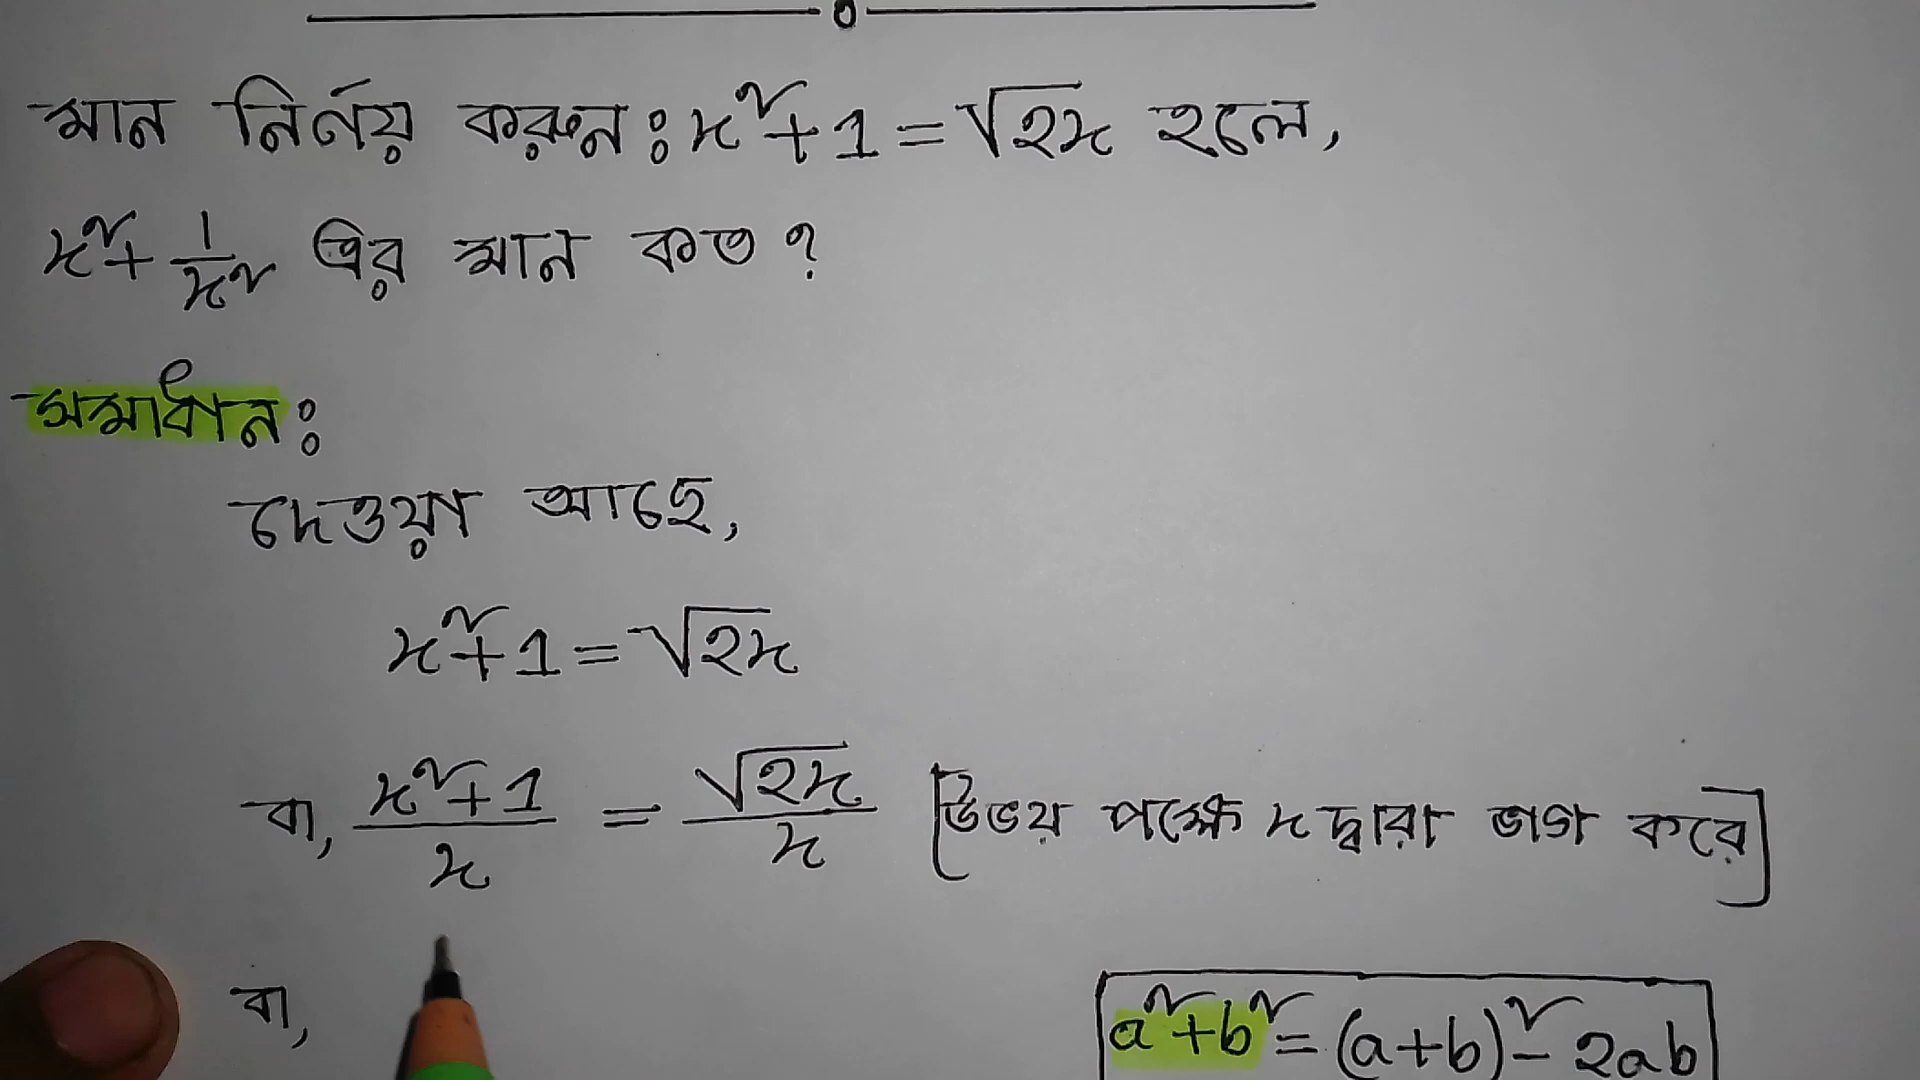 মান নির্ণয় করুন: x²+1=√2x হলে,
x²+1/x² এর মান কত?
সমাধান:
দেওয়া আছে,
x²+1=√2x
বা, (x²+1)/x = √2x/x [উভয় পক্ষে x দ্বারা ভাগ করে]
বা,
a²+b²=(a+b)²-2ab